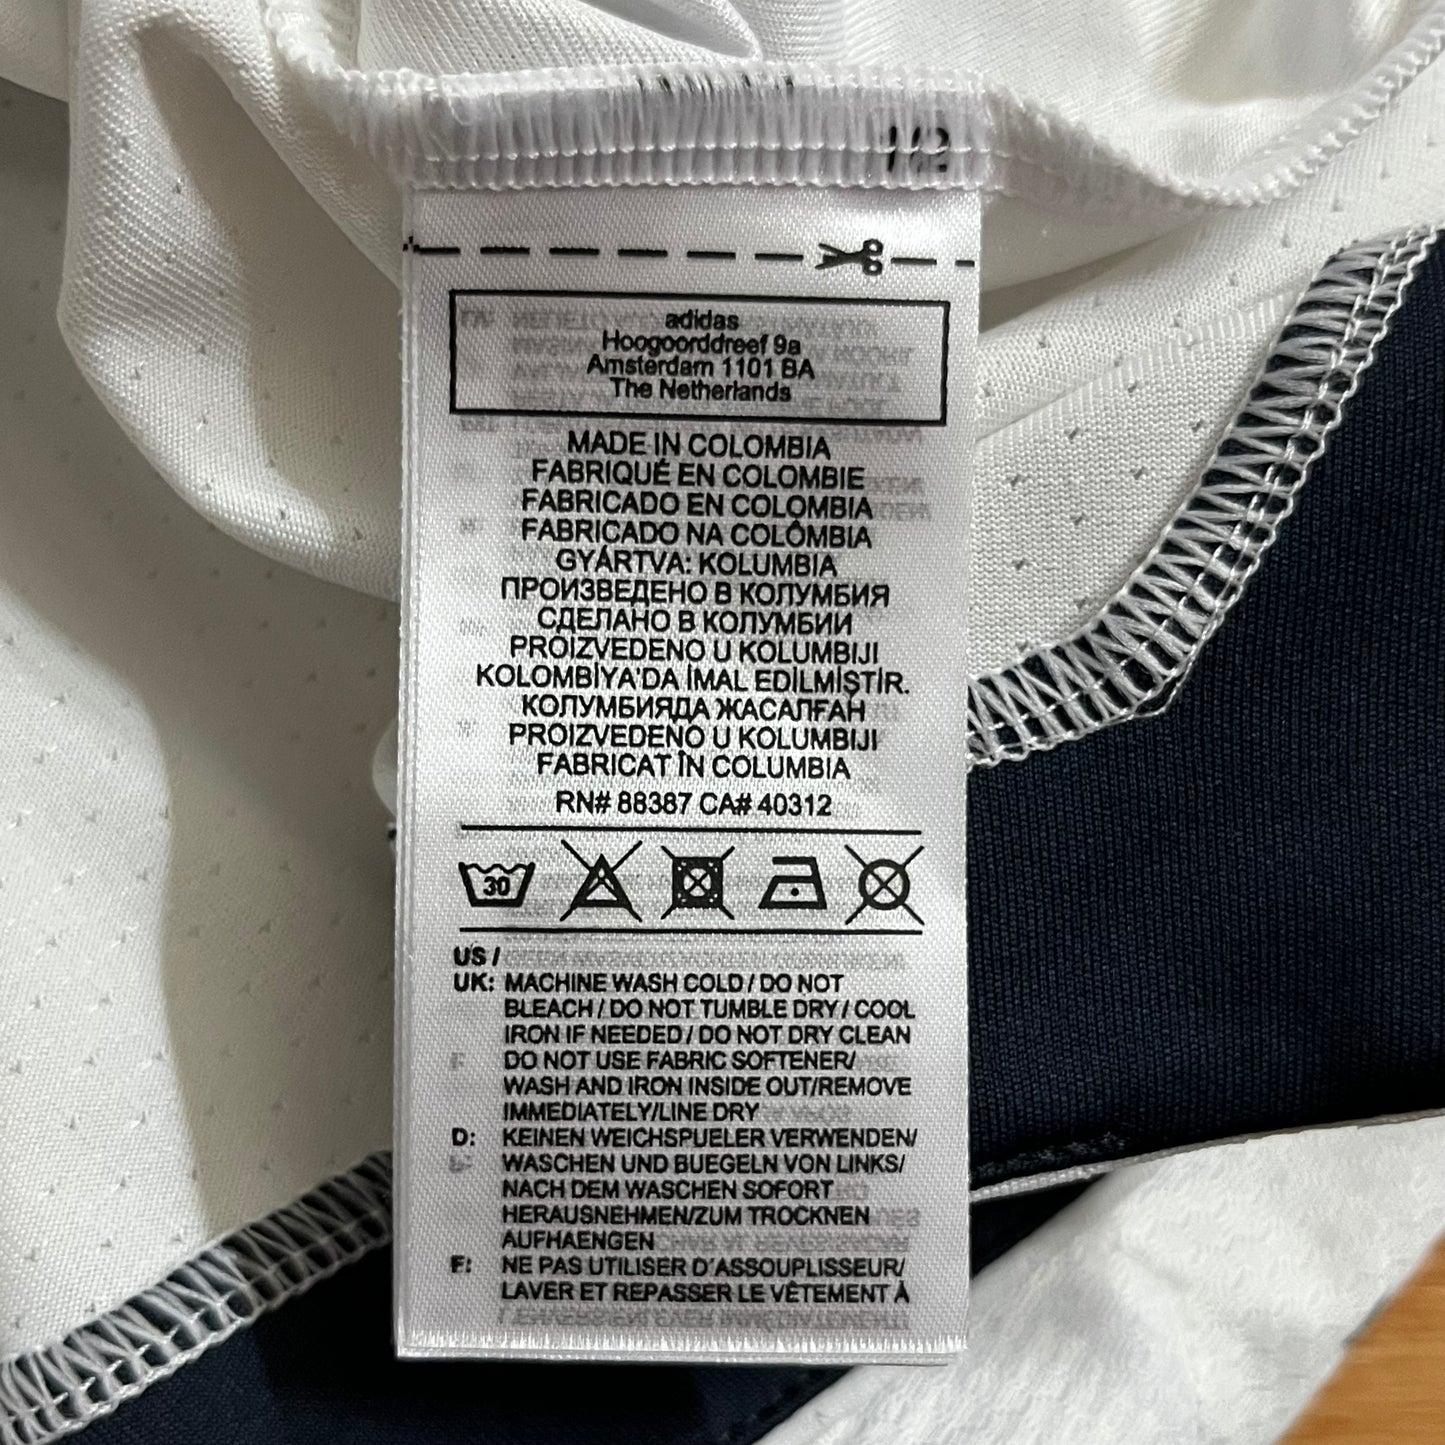 adidas
Hoogoorddreef 9a
Amsterdam 1101 BA
The Netherlands
MADE IN COLOMBIA
FABRIQUÉ EN COLOMBIE
FABRICADO EN COLOMBIA
FABRICADO NA COLÔMBIA
GYÁRTVA: KOLUMBIA
ПРОИЗВЕДЕНО В КОЛУМБИЯ
СДЕЛАНО В КОЛУМБИИ
PROIZVEDENO U KOLUMBIJI
KOLOMBİYA'DA İMAL EDİLMİŞTİR.
КОЛУМБИЯДА ЖАСАЛҒАН
PROIZVEDENO U KOLUMBIJI
FABRICAT ÎN COLUMBIA
RN# 88387 CA# 40312
30
US /
UK: MACHINE WASH COLD / DO NOT
BLEACH / DO NOT TUMBLE DRY / COOL
IRON IF NEEDED / DO NOT DRY CLEAN
DO NOT USE FABRIC SOFTENER/
WASH AND IRON INSIDE OUT/REMOVE
IMMEDIATELY/LINE DRY
D: KEINEN WEICHSPUELER VERWENDEN/
WASCHEN UND BUEGELN VON LINKS/
NACH DEM WASCHEN SOFORT
HERAUSNEHMEN/ZUM TROCKNEN
AUFHAENGEN
F: NE PAS UTILISER D'ASSOUPLISSEUR/
LAVER ET REPASSER LE VÊTEMENT À